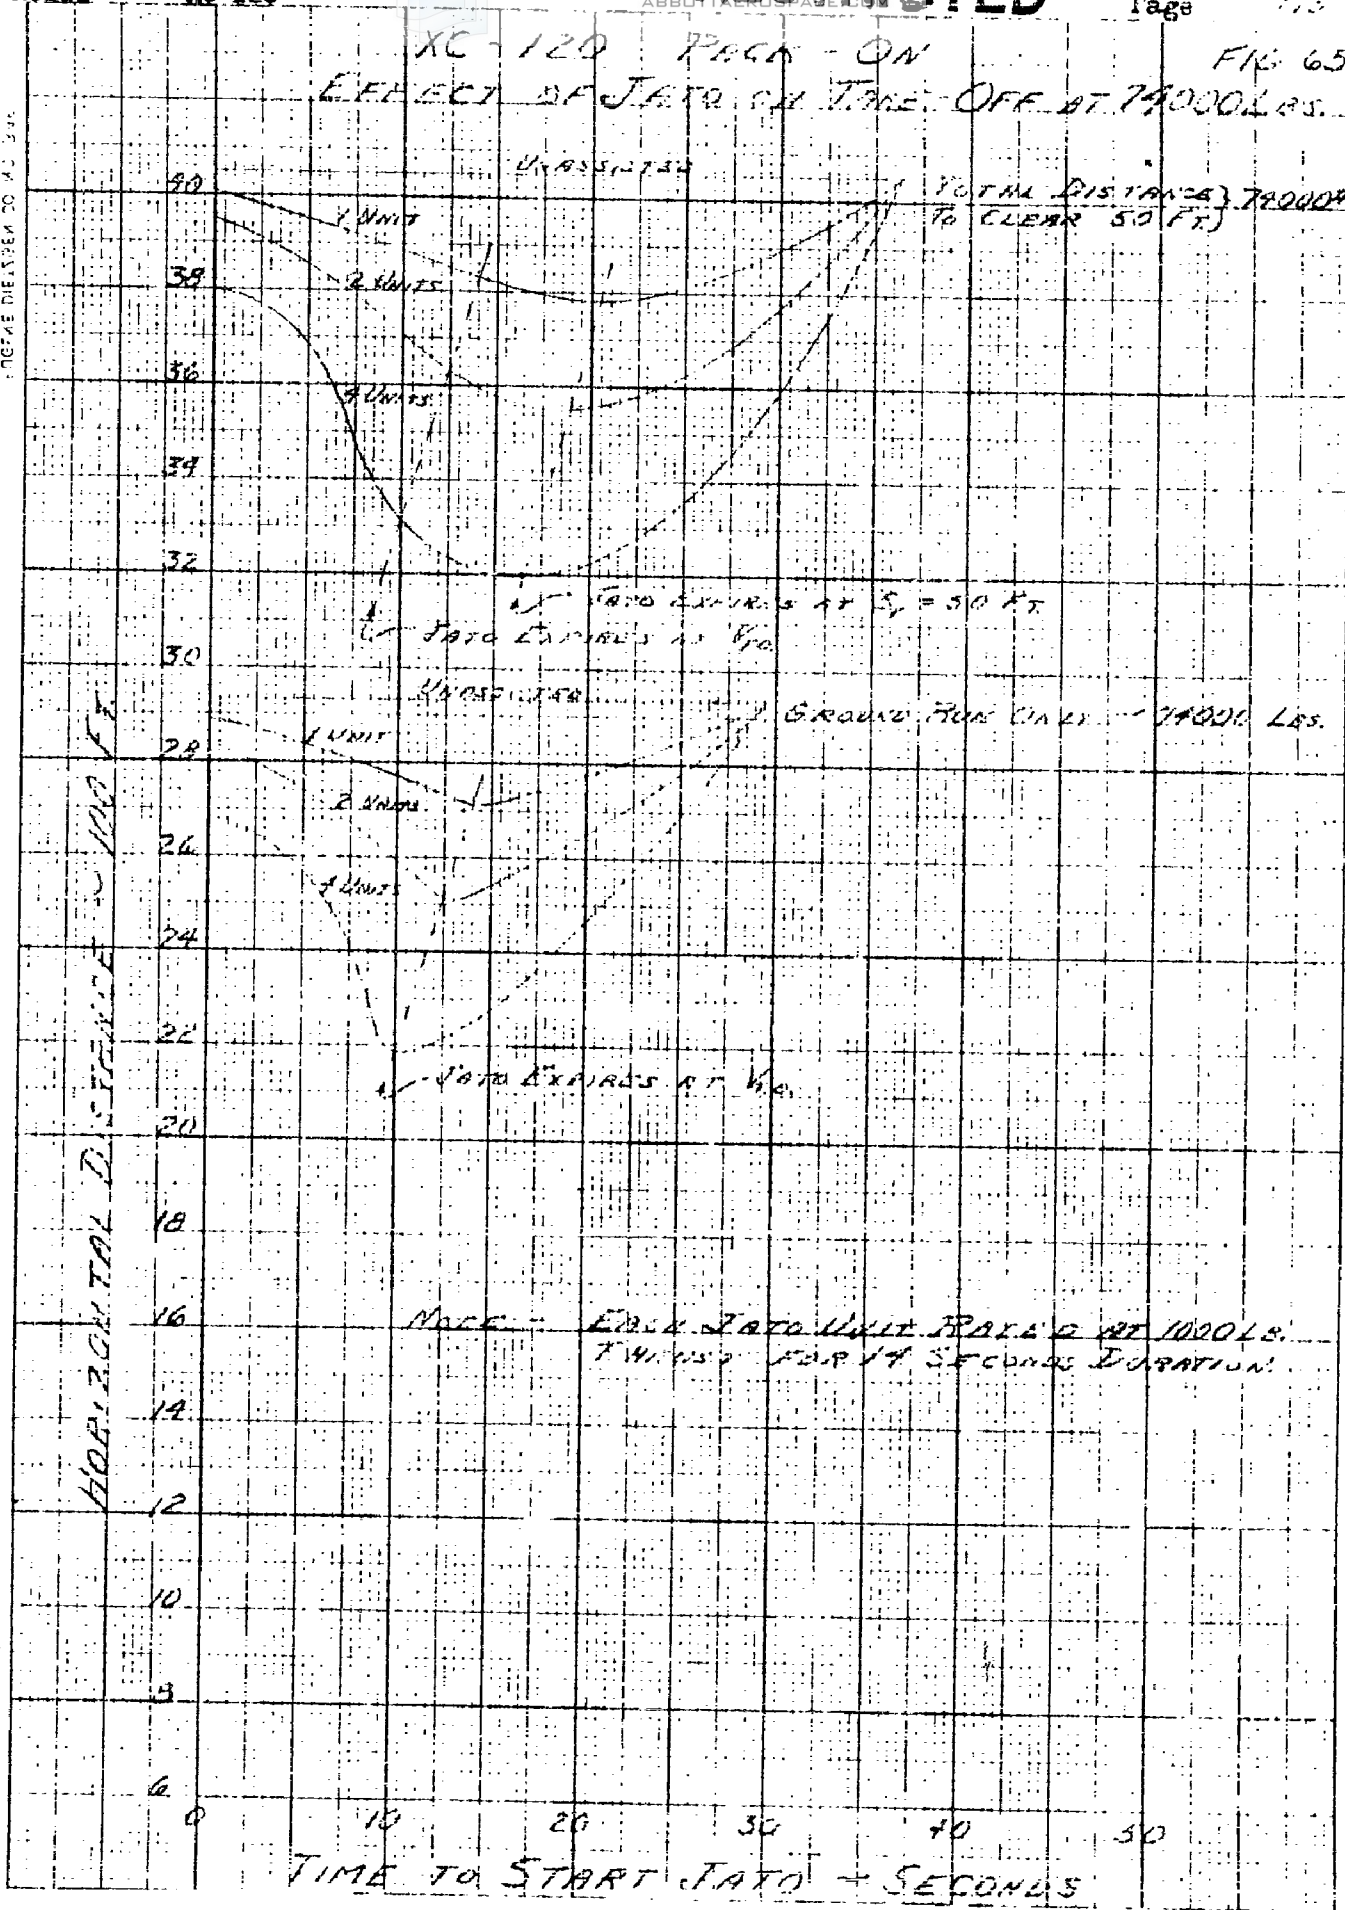 ABBOTTAEROSPACE.COM
Page
XC-120 PACK-ON
FIG 65
EFFECT OF JATO ON TAKE-OFF AT 74000 LBS.
UNASSISTED
40
1 UNIT
TOTAL DISTANCE } 74000#
TO CLEAR 50 FT. }
38
2 UNITS
36
4 UNITS
34
32
JATO EXPIRES AT = 50 FT.
JATO EXPIRES AT
30
UNASSISTED
GROUND RUN ONLY - 74000 LBS.
1 UNIT
28
2 UNITS
26
4 UNITS
24
22
JATO EXPIRES AT
20
18
16
NOTE:- EACH JATO UNIT RATED AT 1000 LB.
THRUST FOR 14 SECONDS DURATION.
14
12
10
8
6
0 10 20 30 40 50
HORIZONTAL DISTANCE ~ 100 FT.
TIME TO START JATO - SECONDS